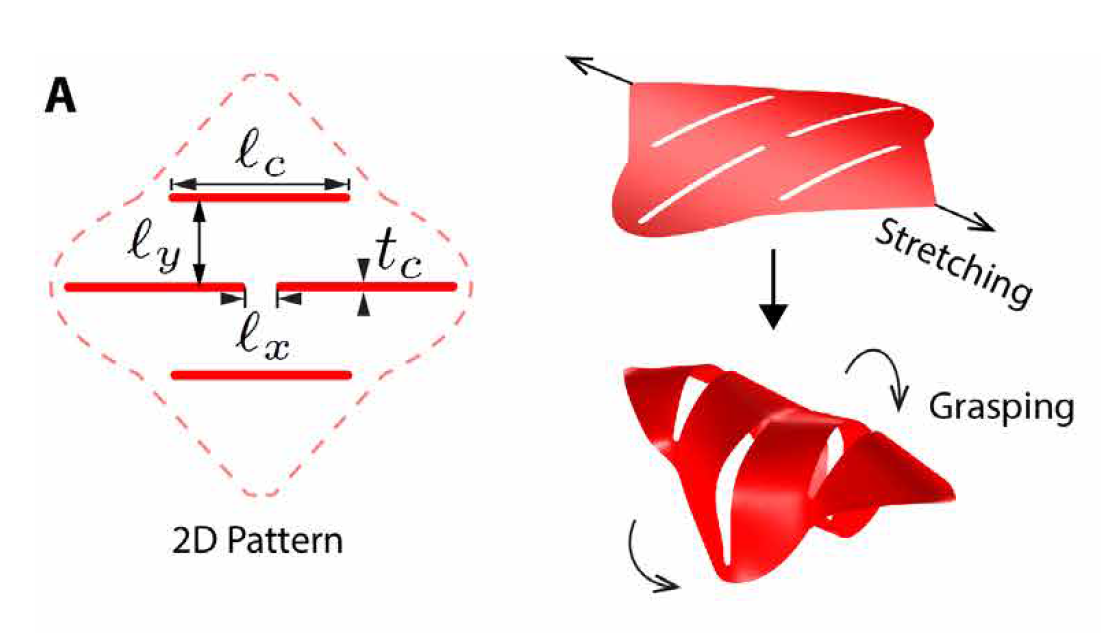 A
ℓc
ℓy
tc
ℓx
2D Pattern
Stretching
Grasping